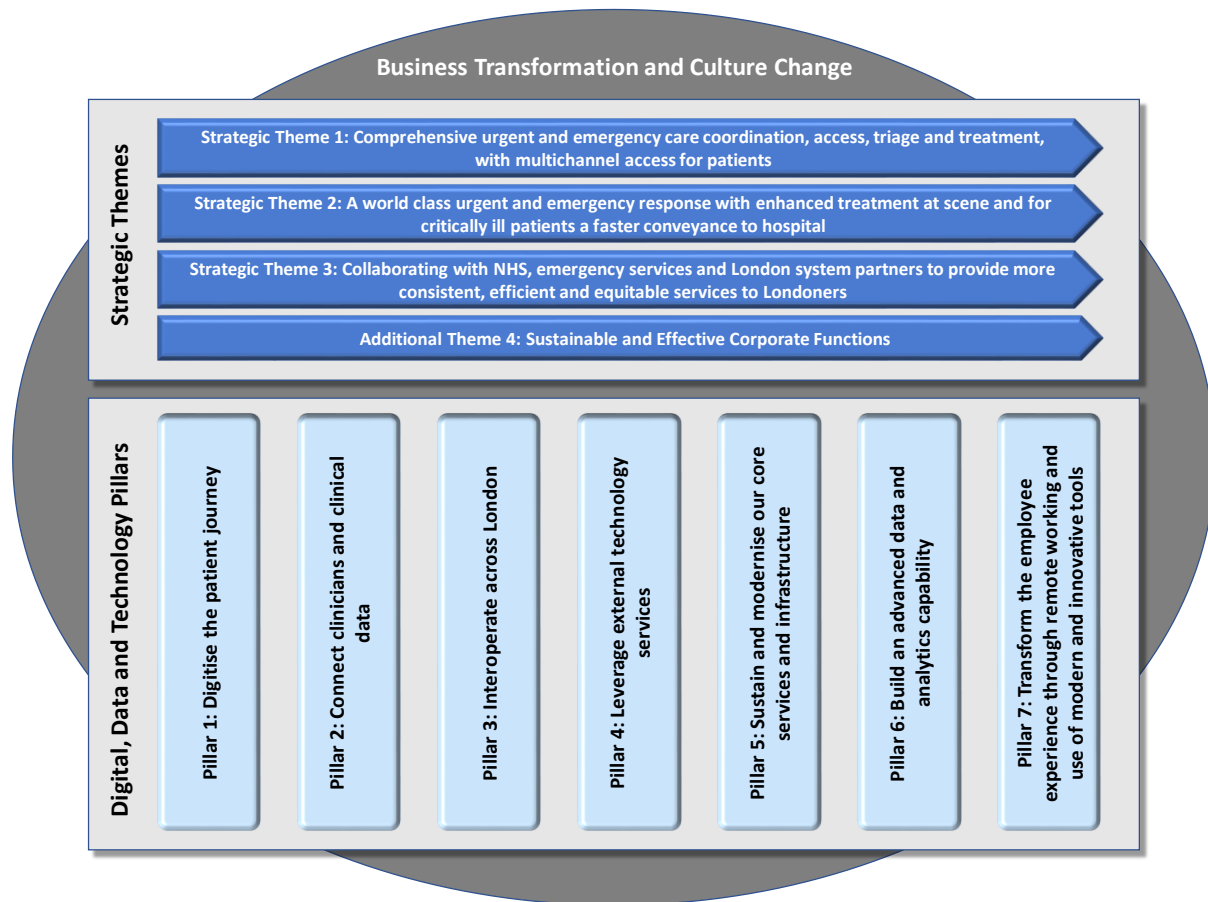 Business Transformation and Culture Change
Strategic Themes
Strategic Theme 1: Comprehensive urgent and emergency care coordination, access, triage and treatment,
with multichannel access for patients
Strategic Theme 2: A world class urgent and emergency response with enhanced treatment at scene and for
critically ill patients a faster conveyance to hospital
Strategic Theme 3: Collaborating with NHS, emergency services and London system partners to provide more
consistent, efficient and equitable services to Londoners
Additional Theme 4: Sustainable and Effective Corporate Functions
Digital, Data and Technology Pillars
Pillar 1: Digitise the patient journey
Pillar 2: Connect clinicians and clinical
data
Pillar 3: Interoperate across London
Pillar 4: Leverage external technology
services
Pillar 5: Sustain and modernise our core
services and infrastructure
Pillar 6: Build an advanced data and
analytics capability
Pillar 7: Transform the employee
experience through remote working and
use of modern and innovative tools